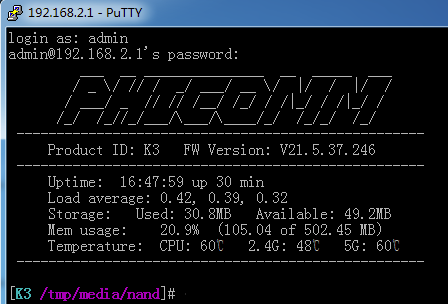 192.168.2.1 - PuTTY
login as: admin
admin@192.168.2.1's password:
PHICOMM
Product ID: K3 FW Version: V21.5.37.246
Uptime: 16:47:59 up 30 min
Load average: 0.42, 0.39, 0.32
Storage: Used: 30.8MB Available: 49.2MB
Mem usage: 20.9% (105.04 of 502.45 MB)
Temperature: CPU: 60℃ 2.4G: 48℃ 5G: 60℃
[K3 /tmp/media/nand]#